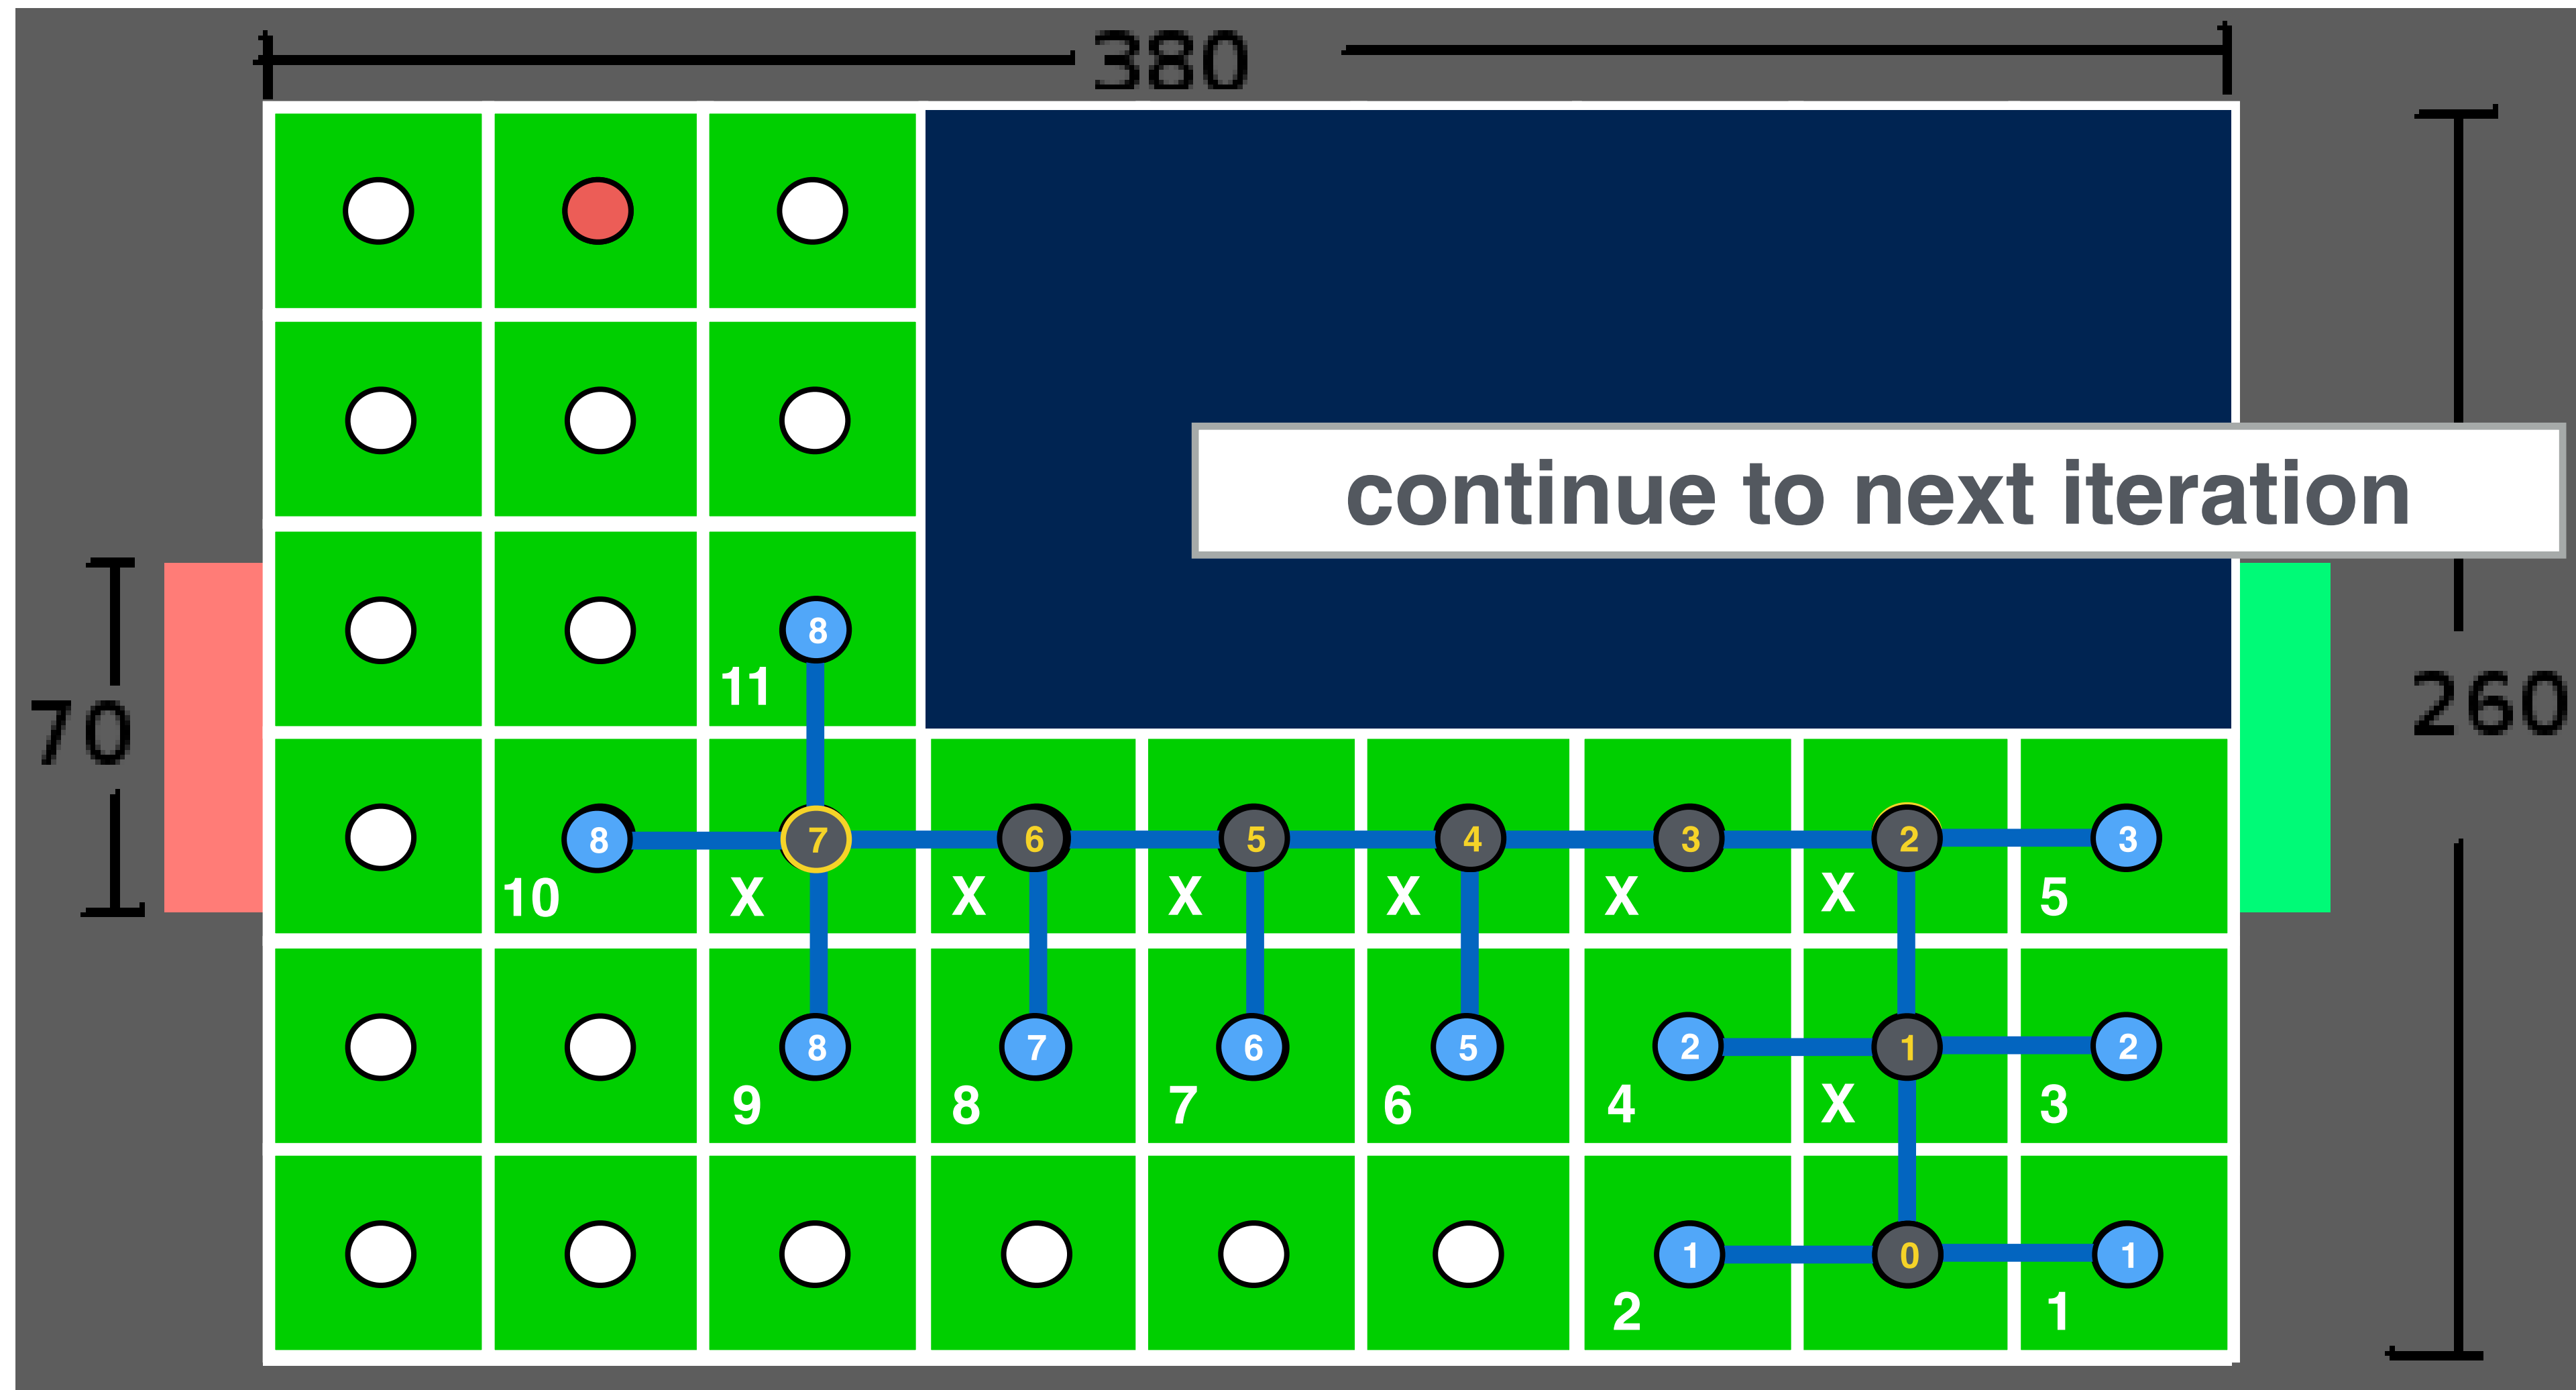 380
continue to next iteration
8
11
70
260
8 7 6 5 4 3 2 3
10 X X X X X X 5
8 7 6 5 2 1 2
9 8 7 6 4 X 3
1 0 1
2 1